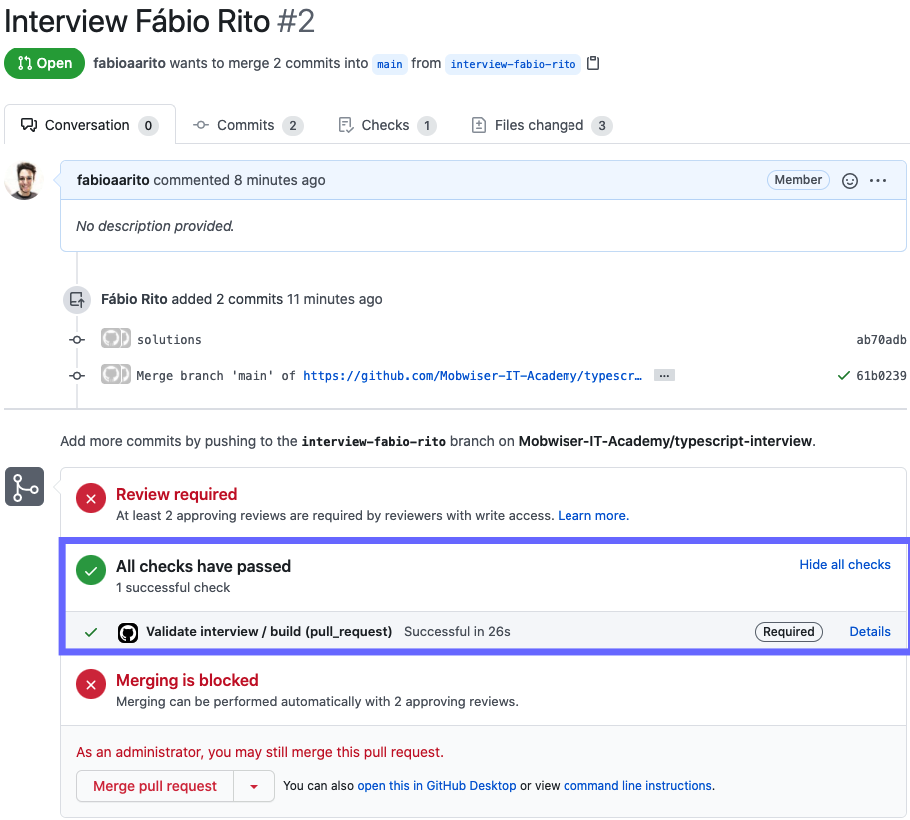 Interview Fábio Rito #2
Open fabioaarito wants to merge 2 commits into main from interview-fabio-rito
Conversation 0 Commits 2 Checks 1 Files changed 3
fabioaarito commented 8 minutes ago Member
No description provided.
Fábio Rito added 2 commits 11 minutes ago
solutions ab70adb
Merge branch 'main' of https://github.com/Mobwiser-IT-Academy/typescr… … 61b0239
Add more commits by pushing to the interview-fabio-rito branch on Mobwiser-IT-Academy/typescript-interview.
Review required
At least 2 approving reviews are required by reviewers with write access. Learn more.
All checks have passed Hide all checks
1 successful check
Validate interview / build (pull_request) Successful in 26s Required Details
Merging is blocked
Merging can be performed automatically with 2 approving reviews.
As an administrator, you may still merge this pull request.
Merge pull request You can also open this in GitHub Desktop or view command line instructions.